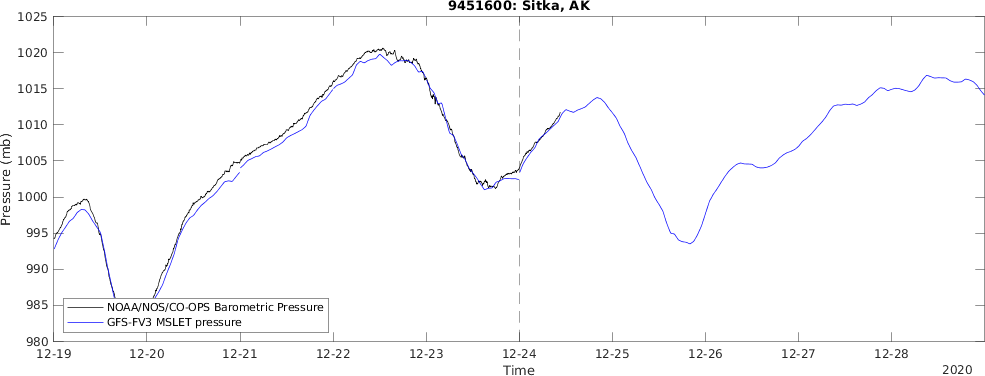 9451600: Sitka, AK
Pressure (mb)
1025
1020
1015
1010
1005
1000
995
990
985
980
NOAA/NOS/CO-OPS Barometric Pressure
GFS-FV3 MSLET pressure
12-19 12-20 12-21 12-22 12-23 12-24 12-25 12-26 12-27 12-28
Time
2020